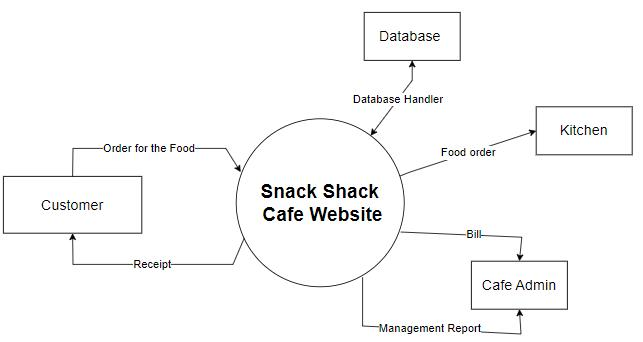 Database
Database Handler
Kitchen
Food order
Order for the Food
Snack Shack
Cafe Website
Customer
Receipt
Bill
Cafe Admin
Management Report